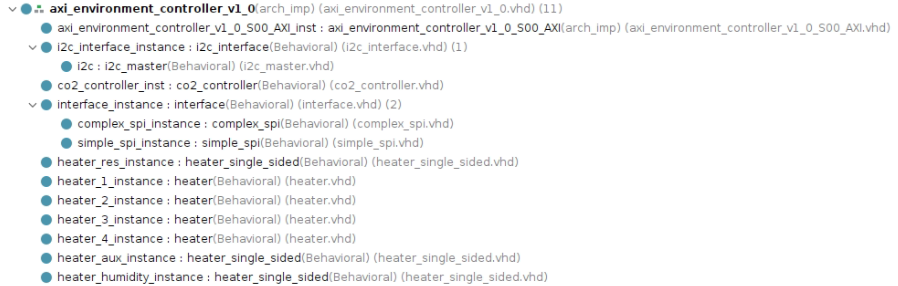 axi_environment_controller_v1_0(arch_imp) (axi_environment_controller_v1_0.vhd) (11)
axi_environment_controller_v1_0_S00_AXI_inst : axi_environment_controller_v1_0_S00_AXI(arch_imp) (axi_environment_controller_v1_0_S00_AXI.vhd)
i2c_interface_instance : i2c_interface(Behavioral) (i2c_interface.vhd) (1)
i2c : i2c_master(Behavioral) (i2c_master.vhd)
co2_controller_inst : co2_controller(Behavioral) (co2_controller.vhd)
interface_instance : interface(Behavioral) (interface.vhd) (2)
complex_spi_instance : complex_spi(Behavioral) (complex_spi.vhd)
simple_spi_instance : simple_spi(Behavioral) (simple_spi.vhd)
heater_res_instance : heater_single_sided(Behavioral) (heater_single_sided.vhd)
heater_1_instance : heater(Behavioral) (heater.vhd)
heater_2_instance : heater(Behavioral) (heater.vhd)
heater_3_instance : heater(Behavioral) (heater.vhd)
heater_4_instance : heater(Behavioral) (heater.vhd)
heater_aux_instance : heater_single_sided(Behavioral) (heater_single_sided.vhd)
heater_humidity_instance : heater_single_sided(Behavioral) (heater_single_sided.vhd)